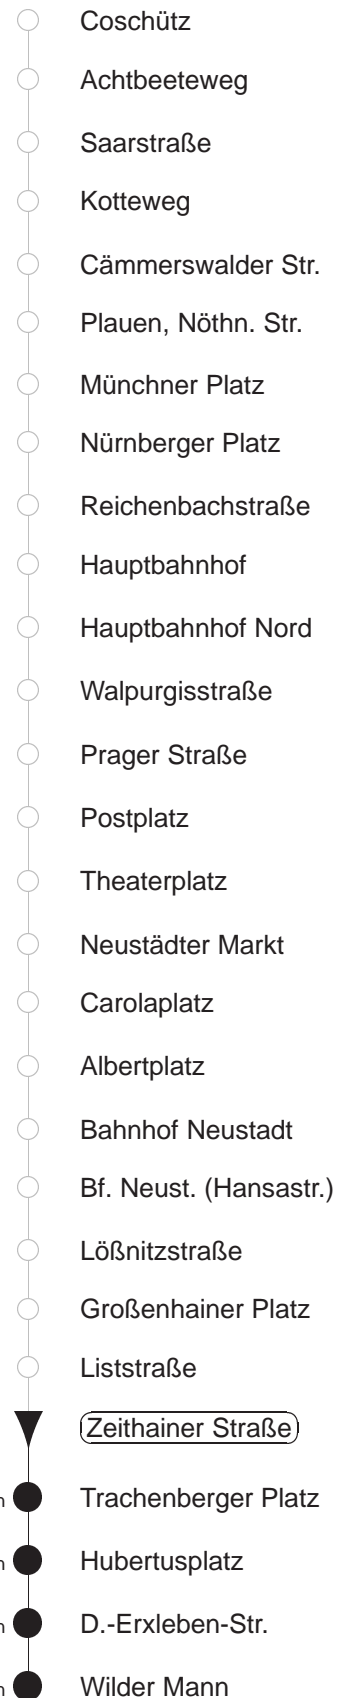 Coschütz
Achtbeeteweg
Saarstraße
Kotteweg
Cämmerswalder Str.
Plauen, Nöthn. Str.
Münchner Platz
Nürnberger Platz
Reichenbachstraße
Hauptbahnhof
Hauptbahnhof Nord
Walpurgisstraße
Prager Straße
Postplatz
Theaterplatz
Neustädter Markt
Carolaplatz
Albertplatz
Bahnhof Neustadt
Bf. Neust. (Hansastr.)
Lößnitzstraße
Großenhainer Platz
Liststraße
Zeithainer Straße
Trachenberger Platz
Hubertusplatz
D.-Erxleben-Str.
Wilder Mann